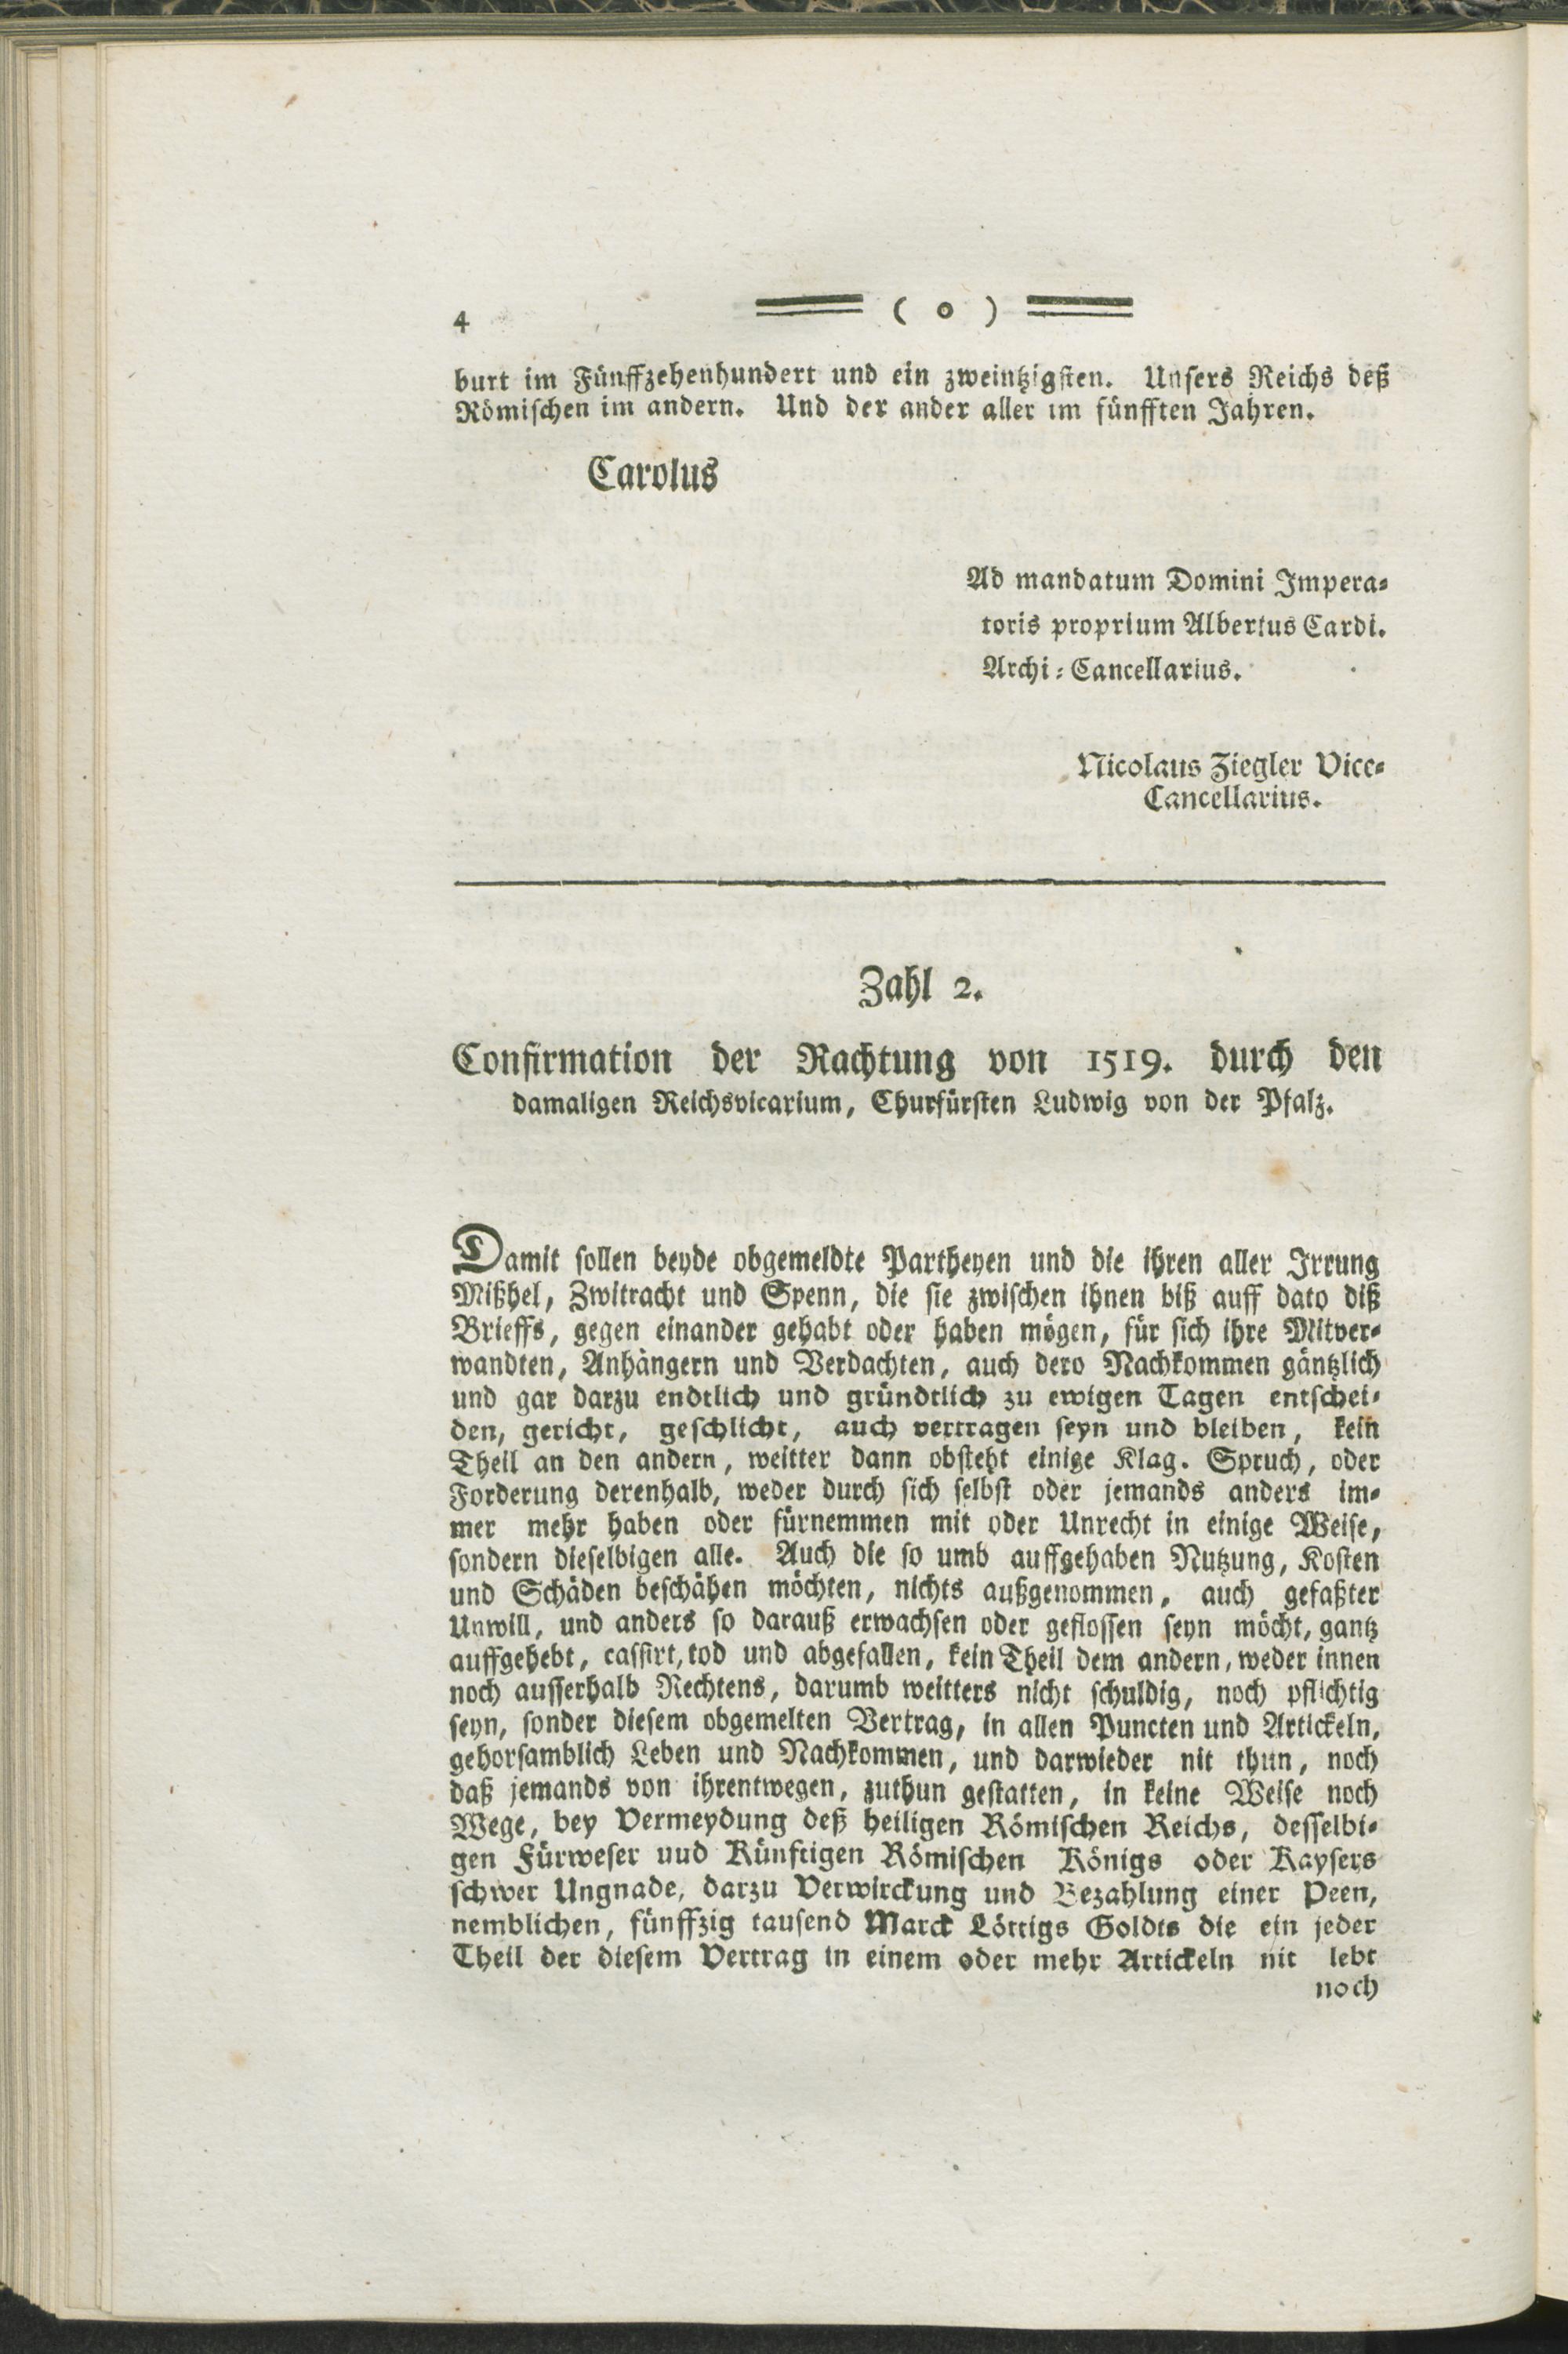 4 ( o )
burt im Fünffzehenhundert und ein zweintzigsten. Unsers Reichs deß
Römischen im andern. Und der ander aller im fünfften Jahren.
Carolus
Ad mandatum Domini Impera-
toris proprium Albertus Cardi.
Archi-Cancellarius.
Nicolaus Ziegler Vice-
Cancellarius.
Zahl 2.
Confirmation der Rachtung von 1519. durch den
damaligen Reichsvicarium, Churfürsten Ludwig von der Pfalz.
Damit sollen beyde obgemeldte Partheyen und die ihren aller Irrung
Mißhel, Zwitracht und Spenn, die sie zwischen ihnen biß auff dato diß
Brieffs, gegen einander gehabt oder haben mögen, für sich ihre Mitver-
wandten, Anhängern und Verdachten, auch dero Nachkommen gäntzlich
und gar darzu endtlich und gründtlich zu ewigen Tagen entschei-
den, gericht, geschlicht, auch vertragen seyn und bleiben, kein
Theil an den andern, weitter dann obsteht einige Klag. Spruch, oder
Forderung derenhalb, weder durch sich selbst oder jemands anders im-
mer mehr haben oder fürnemmen mit oder Unrecht in einige Weise,
sondern dieselbigen alle. Auch die so umb auffgehaben Nutzung, Kosten
und Schäden beschähen möchten, nichts außgenommen, auch gefaßter
Unwill, und anders so darauß erwachsen oder geflossen seyn möcht, gantz
auffgehebt, cassirt, tod und abgefallen, kein Theil dem andern, weder innen
noch ausserhalb Rechtens, darumb weitters nicht schuldig, noch pflichtig
seyn, sonder diesem obgemelten Vertrag, in allen Puncten und Artickeln,
gehorsamblich Leben und Nachkommen, und darwieder nit thun, noch
daß jemands von ihrentwegen, zuthun gestatten, in keine Weise noch
Wege, bey Vermeydung deß heiligen Römischen Reichs, desselbi-
gen Fürweser uud Künftigen Römischen Königs oder Kaysers
schwer Ungnade, darzu Verwirckung und Bezahlung einer Peen,
nemblichen, fünffzig tausend Marck Löttigs Goldts die ein jeder
Theil der diesem Vertrag in einem oder mehr Artickeln nit lebt
noch